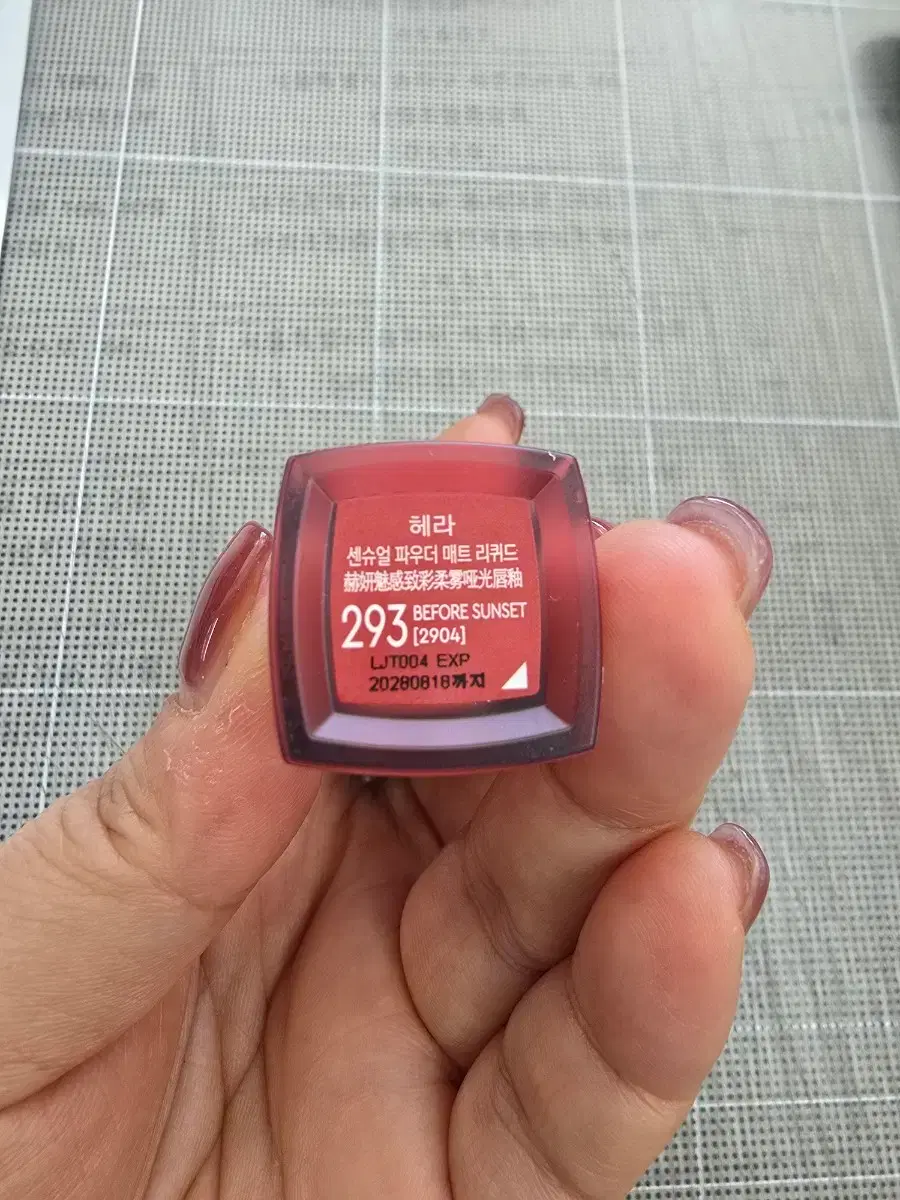 헤라
센슈얼 파우더 매트 리퀴드
赫妍魅感致彩柔雾哑光唇釉
293 BEFORE SUNSET
[2904]
LJT004 EXP
20280818까지